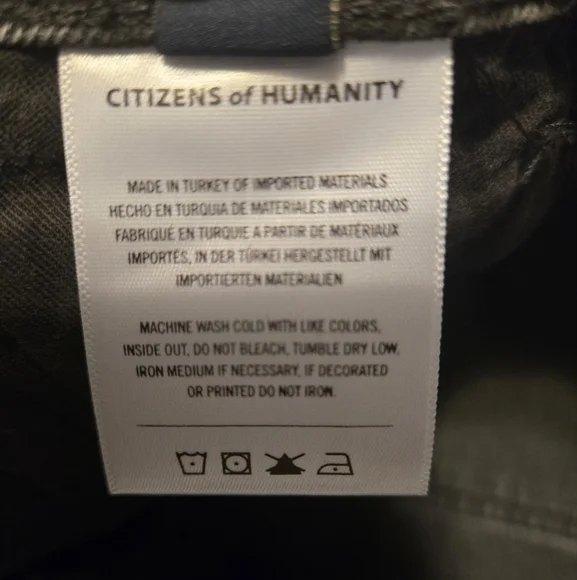 CITIZENS of HUMANITY
MADE IN TURKEY OF IMPORTED MATERIALS
HECHO EN TURQUIA DE MATERIALES IMPORTADOS
FABRIQUÉ EN TURQUIE A PARTIR DE MATÉRIAUX
IMPORTÉS, IN DER TÜRKEI HERGESTELLT MIT
IMPORTIERTEN MATERIALIEN
MACHINE WASH COLD WITH LIKE COLORS,
INSIDE OUT, DO NOT BLEACH, TUMBLE DRY LOW,
IRON MEDIUM IF NECESSARY, IF DECORATED
OR PRINTED DO NOT IRON.